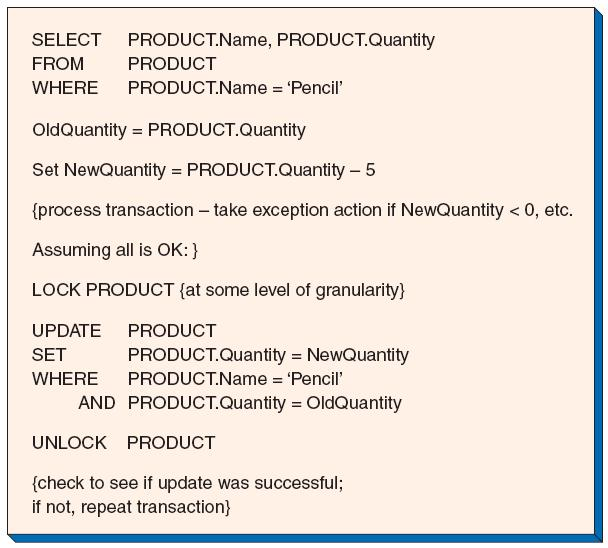 SELECT PRODUCT.Name, PRODUCT.Quantity
FROM PRODUCT
WHERE PRODUCT.Name = ‘Pencil’
OldQuantity = PRODUCT.Quantity
Set NewQuantity = PRODUCT.Quantity – 5
{process transaction – take exception action if NewQuantity < 0, etc.
Assuming all is OK: }
LOCK PRODUCT {at some level of granularity}
UPDATE PRODUCT
SET PRODUCT.Quantity = NewQuantity
WHERE PRODUCT.Name = ‘Pencil’
AND PRODUCT.Quantity = OldQuantity
UNLOCK PRODUCT
{check to see if update was successful;
if not, repeat transaction}